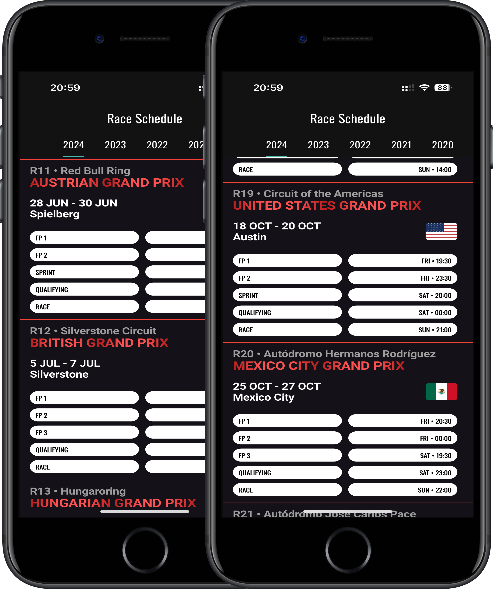 20:59
Race Schedule
2024 2023 2022 202
R11 • Red Bull Ring
AUSTRIAN GRAND PRIX
28 JUN - 30 JUN
Spielberg
FP 1
FP 2
SPRINT
QUALIFYING
RACE
R12 • Silverstone Circuit
BRITISH GRAND PRIX
5 JUL - 7 JUL
Silverstone
FP 1
FP 2
FP 3
QUALIFYING
RACE
R13 • Hungaroring
HUNGARIAN GRAND PRIX
20:59
83
Race Schedule
2024 2023 2022 2021 2020
RACE SUN • 14:00
R19 • Circuit of the Americas
UNITED STATES GRAND PRIX
18 OCT - 20 OCT
Austin
FP 1 FRI • 19:30
FP 2 FRI • 23:30
SPRINT SAT • 20:00
QUALIFYING SAT • 00:00
RACE SUN • 21:00
R20 • Autódromo Hermanos Rodríguez
MEXICO CITY GRAND PRIX
25 OCT - 27 OCT
Mexico City
FP 1 FRI • 20:30
FP 2 FRI • 00:00
FP 3 SAT • 19:30
QUALIFYING SAT • 23:00
RACE SUN • 22:00
R21 • Autódromo José Carlos Pace